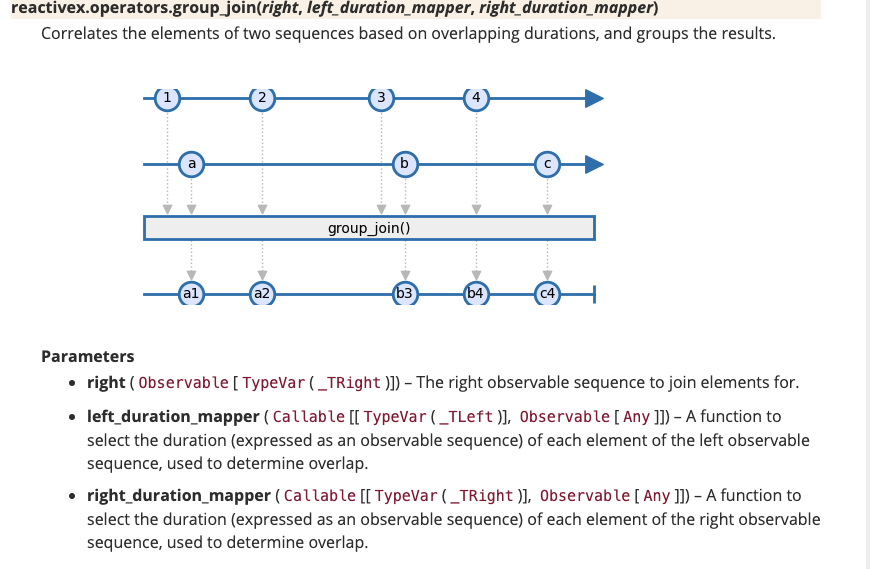 reactivex.operators.group_join(right, left_duration_mapper, right_duration_mapper)
Correlates the elements of two sequences based on overlapping durations, and groups the results.
1 2 3 4
a b c
group_join()
a1 a2 b3 b4 c4
Parameters
• right ( Observable [ TypeVar ( _TRight )]) – The right observable sequence to join elements for.
• left_duration_mapper ( Callable [[ TypeVar ( _TLeft )], Observable [ Any ]]) – A function to
select the duration (expressed as an observable sequence) of each element of the left observable
sequence, used to determine overlap.
• right_duration_mapper ( Callable [[ TypeVar ( _TRight )], Observable [ Any ]]) – A function to
select the duration (expressed as an observable sequence) of each element of the right observable
sequence, used to determine overlap.